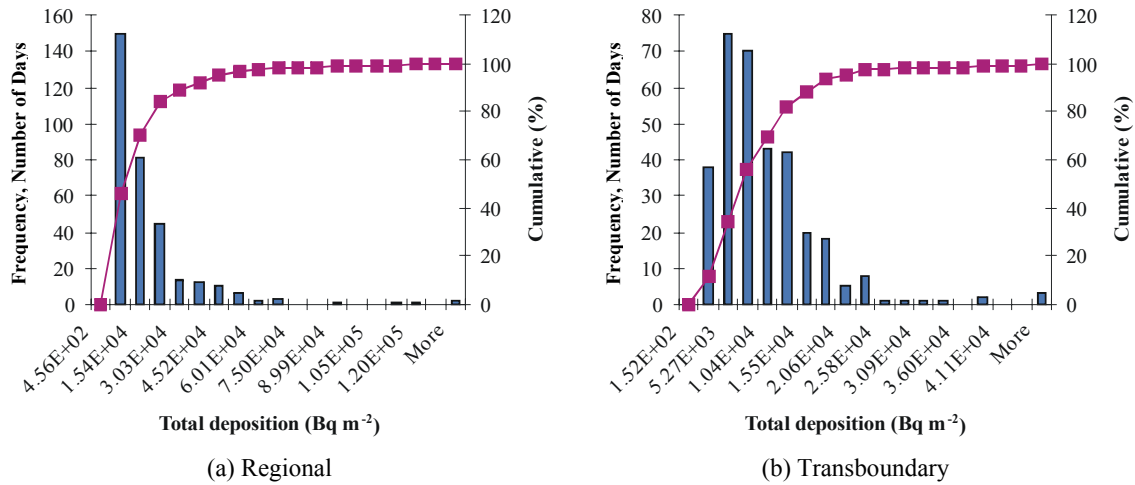 160
140
120
100
80
60
40
20
0
Frequency, Number of Days
120
100
80
60
40
20
0
Cumulative (%)
4.56E+02
1.54E+04
3.03E+04
4.52E+04
6.01E+04
7.50E+04
8.99E+04
1.05E+05
1.20E+05
More
Total deposition (Bq m-2)
(a) Regional
80
70
60
50
40
30
20
10
0
Frequency, Number of Days
120
100
80
60
40
20
0
Cumulative (%)
1.52E+02
5.27E+03
1.04E+04
1.55E+04
2.06E+04
2.58E+04
3.09E+04
3.60E+04
4.11E+04
More
Total deposition (Bq m-2)
(b) Transboundary